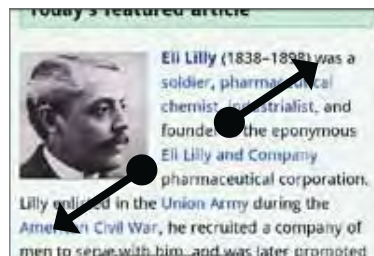 Today's featured article
Eli Lilly (1838–1898) was a
soldier, pharmaceutical
chemist, industrialist, and
founder of the eponymous
Eli Lilly and Company
pharmaceutical corporation.
Lilly enlisted in the Union Army during the
American Civil War, he recruited a company of
men to serve with him, and was later promoted